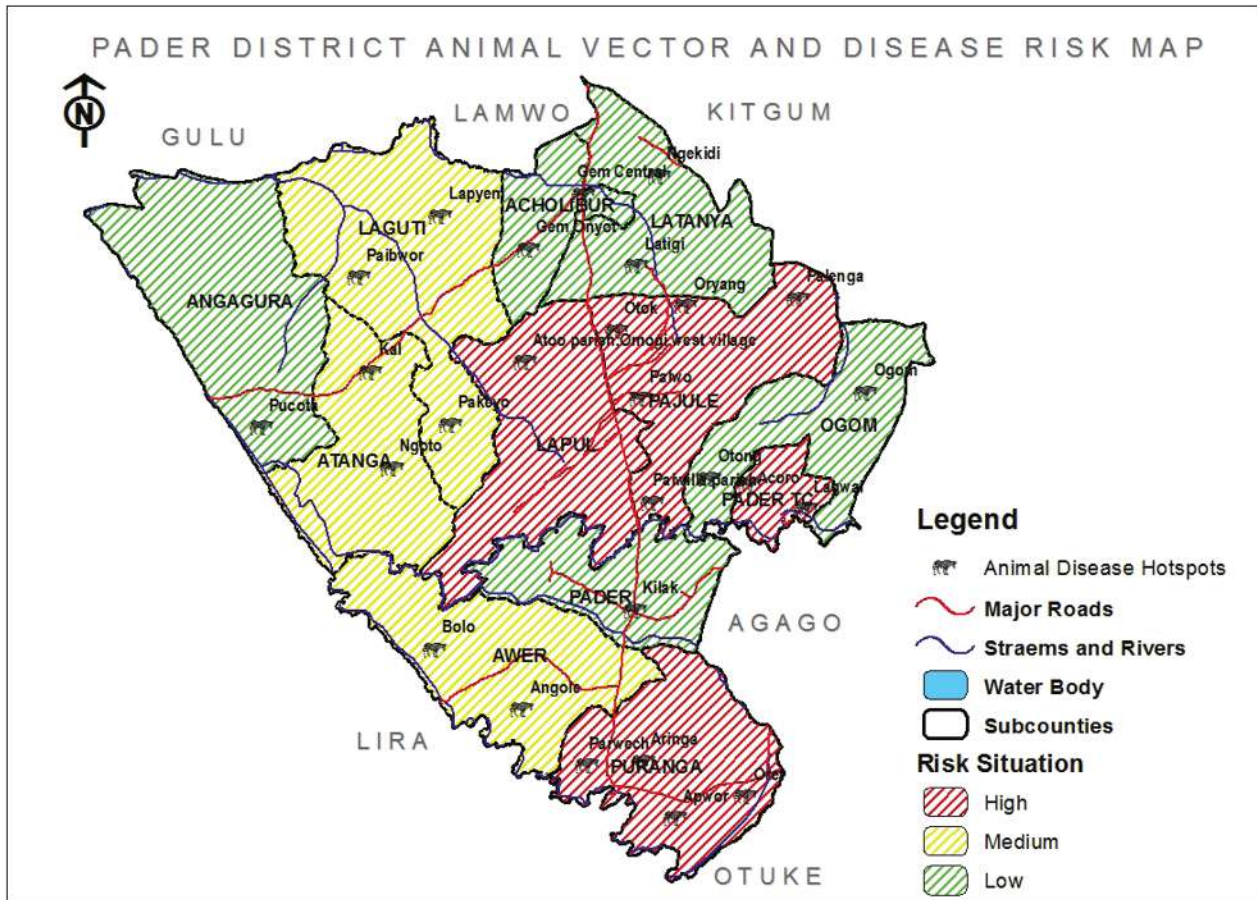 PADER DISTRICT ANIMAL VECTOR AND DISEASE RISK MAP
N
GULU
LAMWO
KITGUM
Ngekidi
Gem Central
Lapyem
ACHOLIBUR
LATANYA
LAGUTI
Gem Onyot
Paibwor
Latigi
Palenga
Oryang
ANGAGURA
Otok
Atoo parish,Omogi west village
Kal
Ogom
Paiwo
PAJULE
Pakeyo
Pucota
OGOM
Ngoto
LAPUL
ATANGA
Otong
Acoro
Paiwilla parish
PADER TC
Lagwai
Kilak
PADER
AGAGO
Bolo
AWER
Angole
LIRA
Parwech
Aringa
PURANGA
Apwor
OTUKE
Legend
Animal Disease Hotspots
Major Roads
Straems and Rivers
Water Body
Subcounties
Risk Situation
High
Medium
Low